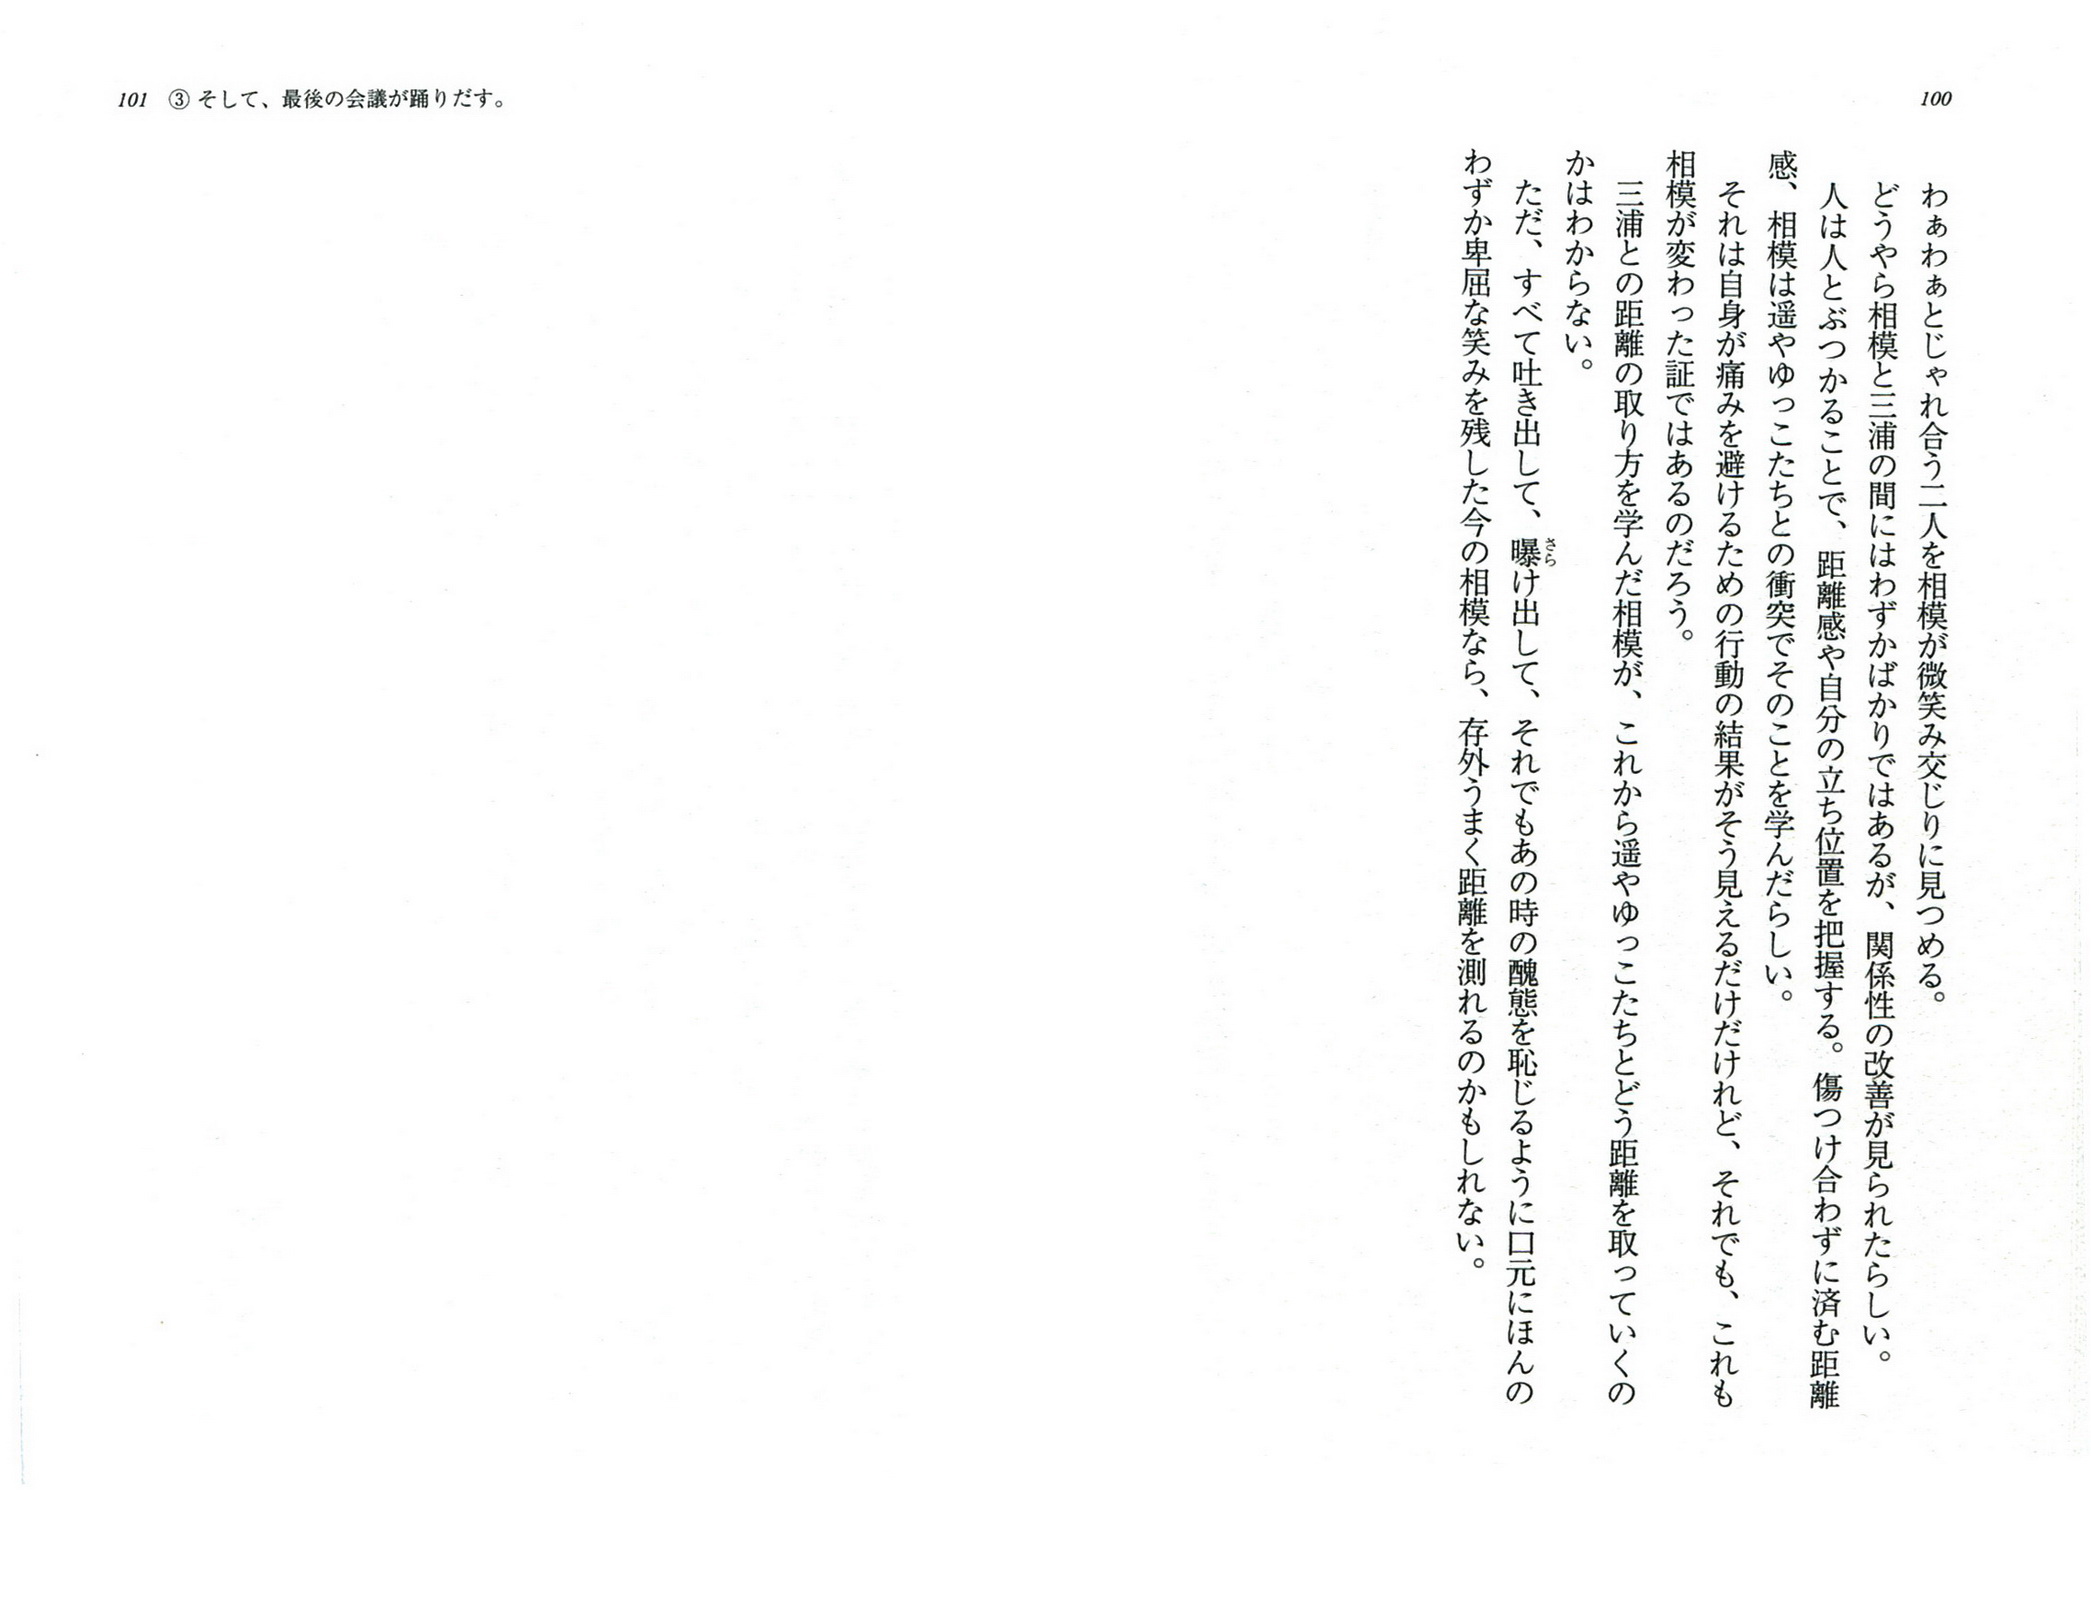 100
わぁわぁとじゃれ合う二人を相模が微笑み交じりに見つめる。
どうやら相模と三浦の間にはわずかばかりではあるが、関係性の改善が見られたらしい。
人は人とぶつかることで、距離感や自分の立ち位置を把握する。傷つけ合わずに済む距離
感、相模は遥やゆっこたちとの衝突でそのことを学んだらしい。
それは自身が痛みを避けるための行動の結果がそう見えるだけだけれど、それでも、これも
相模が変わった証ではあるのだろう。
三浦との距離の取り方を学んだ相模が、これから遥やゆっこたちとどう距離を取っていくの
かはわからない。
ただ、すべて吐き出して、曝け出して、それでもあの時の醜態を恥じるように口元にほんの
さら
わずか卑屈な笑みを残した今の相模なら、存外うまく距離を測れるのかもしれない。
101 ③ そして、最後の会議が踊りだす。